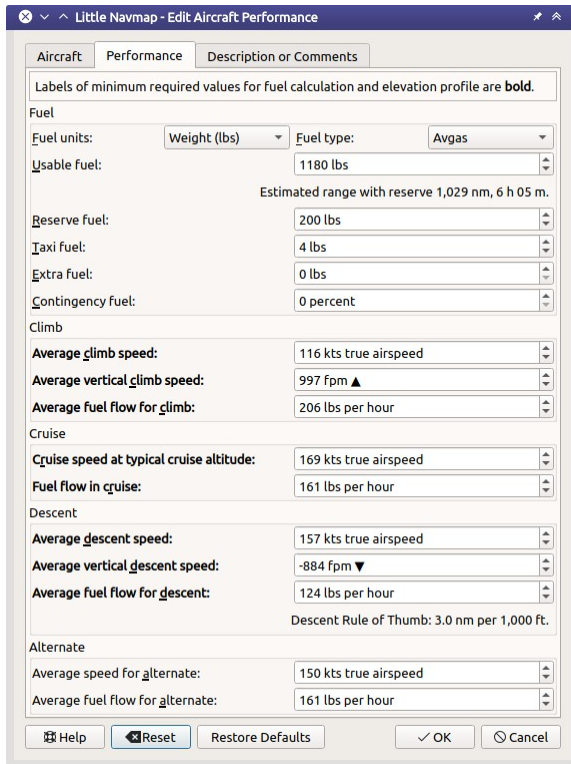 Little Navmap - Edit Aircraft Performance
Aircraft Performance Description or Comments
Labels of minimum required values for fuel calculation and elevation profile are bold.
Fuel
Fuel units: Weight (lbs) Fuel type: Avgas
Usable fuel: 1180 lbs
Estimated range with reserve 1,029 nm, 6 h 05 m.
Reserve fuel: 200 lbs
Taxi fuel: 4 lbs
Extra fuel: 0 lbs
Contingency fuel: 0 percent
Climb
Average climb speed: 116 kts true airspeed
Average vertical climb speed: 997 fpm ▲
Average fuel flow for climb: 206 lbs per hour
Cruise
Cruise speed at typical cruise altitude: 169 kts true airspeed
Fuel flow in cruise: 161 lbs per hour
Descent
Average descent speed: 157 kts true airspeed
Average vertical descent speed: -884 fpm ▼
Average fuel flow for descent: 124 lbs per hour
Descent Rule of Thumb: 3.0 nm per 1,000 ft.
Alternate
Average speed for alternate: 150 kts true airspeed
Average fuel flow for alternate: 161 lbs per hour
Help Reset Restore Defaults OK Cancel